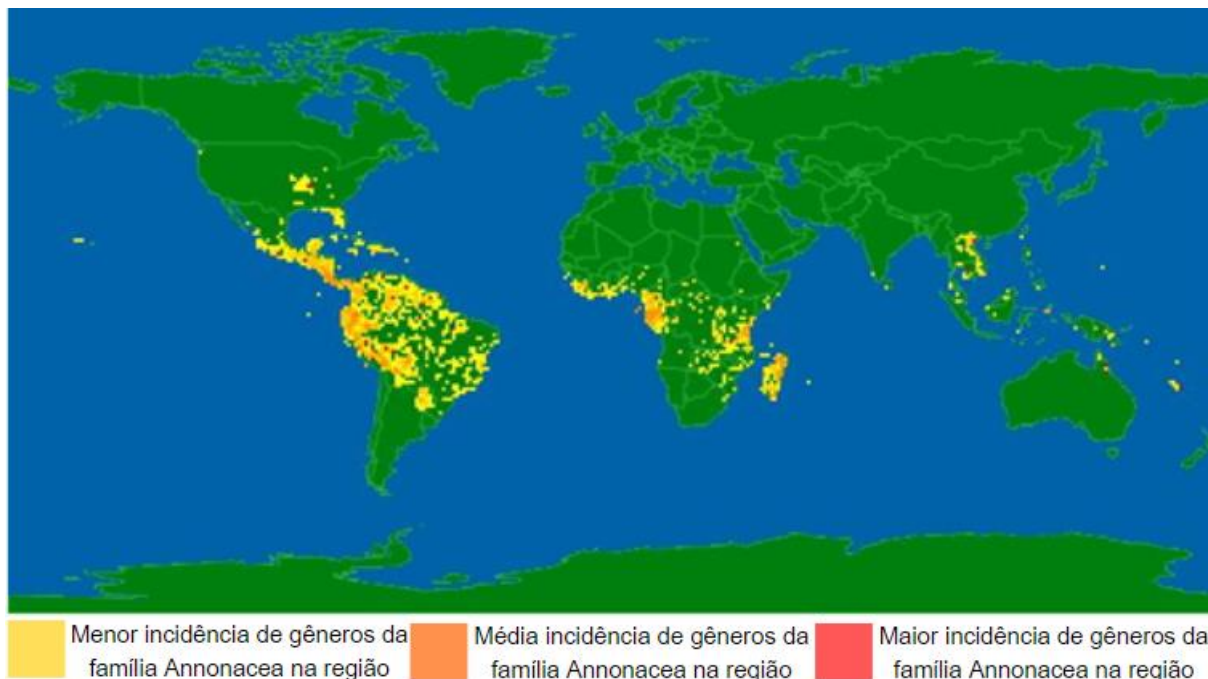 Menor incidência de gêneros da
família Annonacea na região
Média incidência de gêneros da
família Annonacea na região
Maior incidência de gêneros da
família Annonacea na região